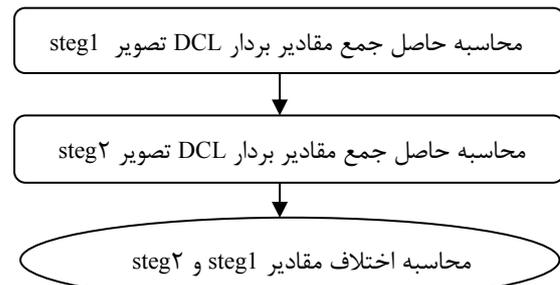 محاسبه حاصل جمع مقادیر بردار DCL تصویر steg1
محاسبه حاصل جمع مقادیر بردار DCL تصویر steg۲
محاسبه اختلاف مقادیر steg1 و steg۲